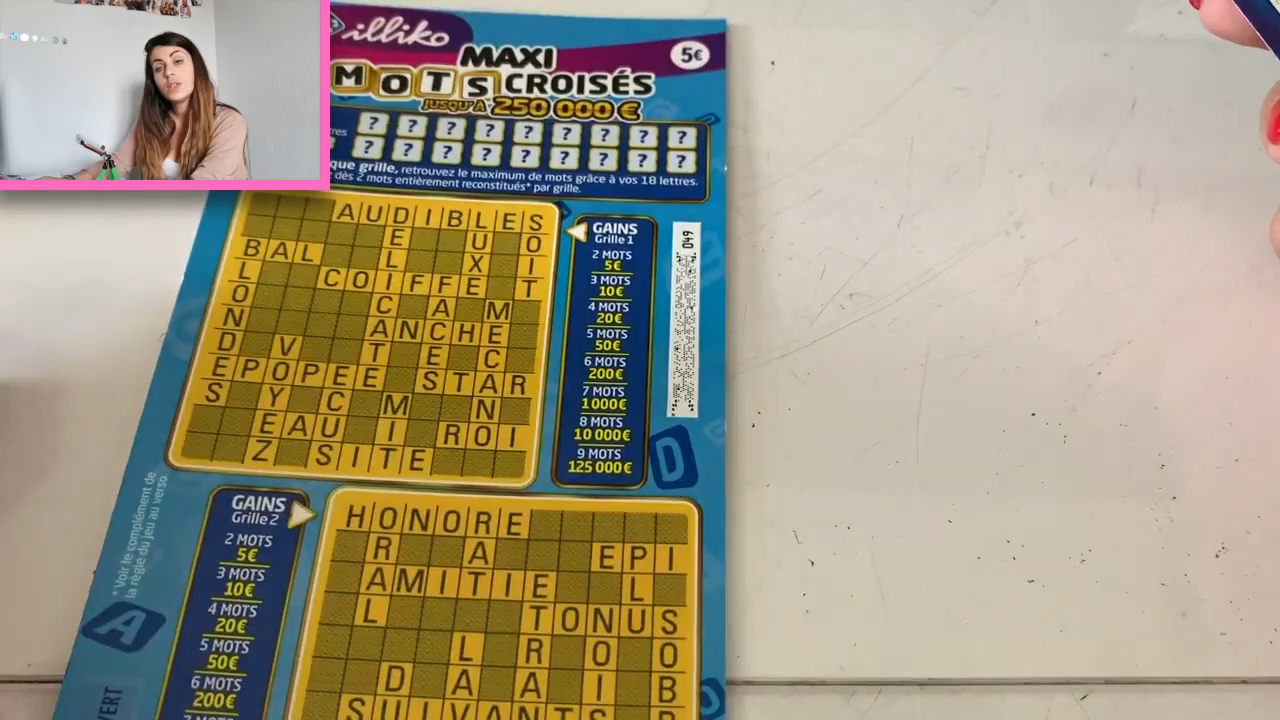 illiko
5€
MAXI
MOTS CROISÉS
JUSQU'À 250 000 €
? ? ? ? ? ? ? ? ?
? ? ? ? ? ? ? ? ?
que grille, retrouvez le maximum de mots grâce à vos 18 lettres.
dès 2 mots entièrement reconstitués* par grille.
AUDIBLES
E U O
BAL L X I
L COIFFE T
O C A M
N ANCHE E
D V T E C
EPOPEE STAR
S Y C M N
EAU I ROI
Z SITE
GAINS
Grille 1
2 MOTS
5€
3 MOTS
10€
4 MOTS
20€
5 MOTS
50€
6 MOTS
200€
7 MOTS
1000€
8 MOTS
10 000€
9 MOTS
125 000€
049
D
* Voir le complément de
la règle du jeu au verso.
A
VERT
GAINS
Grille 2
2 MOTS
5€
3 MOTS
10€
4 MOTS
20€
5 MOTS
50€
6 MOTS
200€
HONORE
R A EPI
AMITIE L
L TONUS
L R O O
D A A I B
SUIVANTS